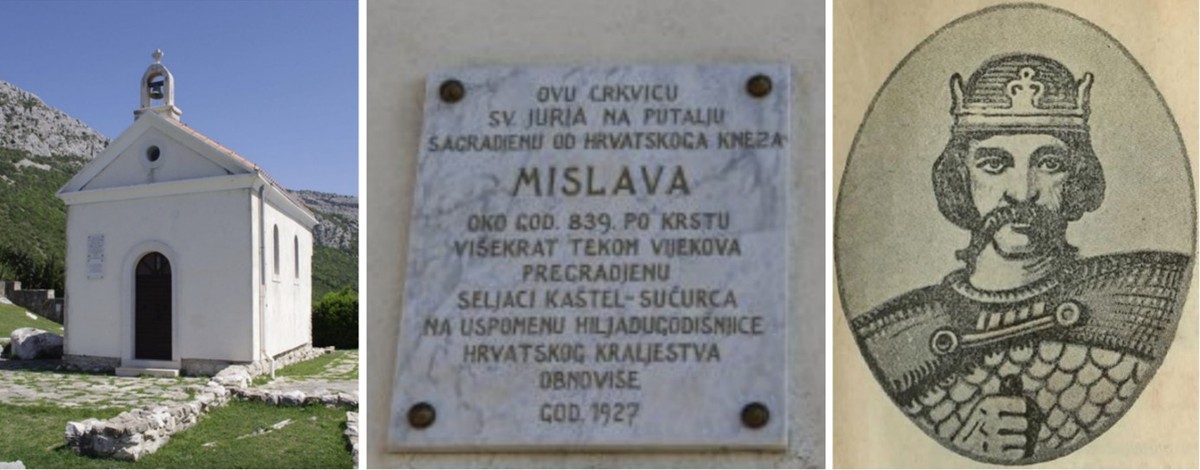 OVU CRKVICU
SV. JURJA NA PUTALJU
SAGRADJENU OD HRVATSKOGA KNEZA
MISLAVA
OKO GOD. 839. PO KRSTU
VIŠEKRAT TEKOM VIJEKOVA
PREGRADJENU
SELJACI KAŠTEL-SUĆURCA
NA USPOMENU HILJADUGODIŠNJICE
HRVATSKOG KRALJESTVA
OBNOVIŠE
GOD. 1927